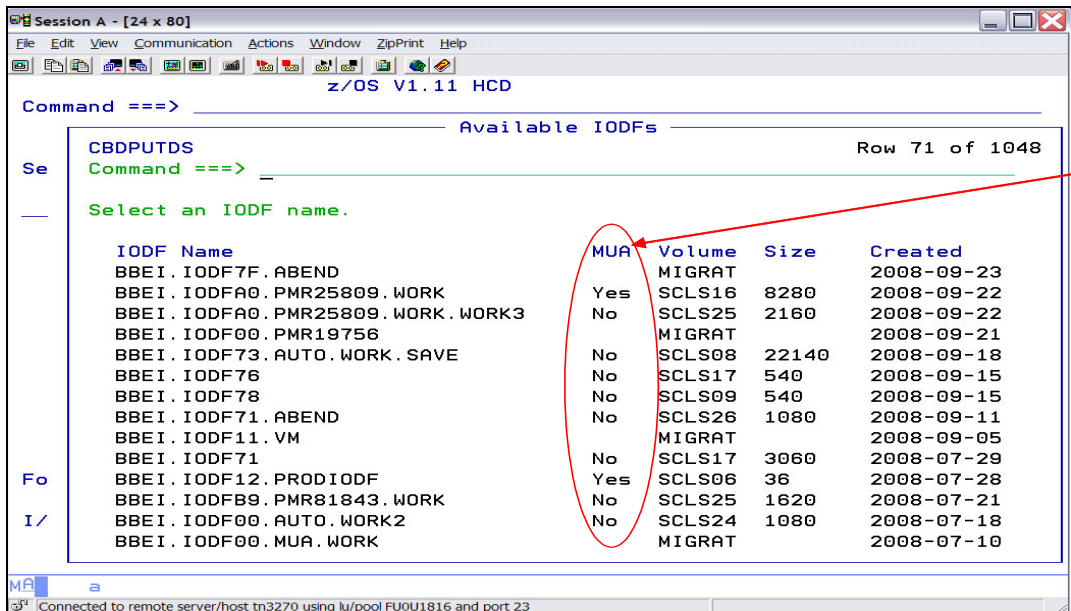 Session A - [24 x 80]
File Edit View Communication Actions Window ZipPrint Help
z/OS V1.11 HCD
Command ===>
Available IODFs
CBDPUTDS Row 71 of 1048
Se Command ===>
Select an IODF name.
IODF Name MUA Volume Size Created
BBEI.IODF7F.ABEND MIGRAT 2008-09-23
BBEI.IODFA0.PMR25809.WORK Yes SCLS16 8280 2008-09-22
BBEI.IODFA0.PMR25809.WORK.WORK3 No SCLS25 2160 2008-09-22
BBEI.IODF00.PMR19756 MIGRAT 2008-09-21
BBEI.IODF73.AUTO.WORK.SAVE No SCLS08 22140 2008-09-18
BBEI.IODF76 No SCLS17 540 2008-09-15
BBEI.IODF78 No SCLS09 540 2008-09-15
BBEI.IODF71.ABEND No SCLS26 1080 2008-09-11
BBEI.IODF11.VM MIGRAT 2008-09-05
BBEI.IODF71 No SCLS17 3060 2008-07-29
Fo BBEI.IODF12.PRODIODF Yes SCLS06 36 2008-07-28
BBEI.IODFB9.PMR81843.WORK No SCLS25 1620 2008-07-21
I/ BBEI.IODF00.AUTO.WORK2 No SCLS24 1080 2008-07-18
BBEI.IODF00.MUA.WORK MIGRAT 2008-07-10
MA a
Connected to remote server/host tn3270 using lu/pool FU0U1816 and port 23